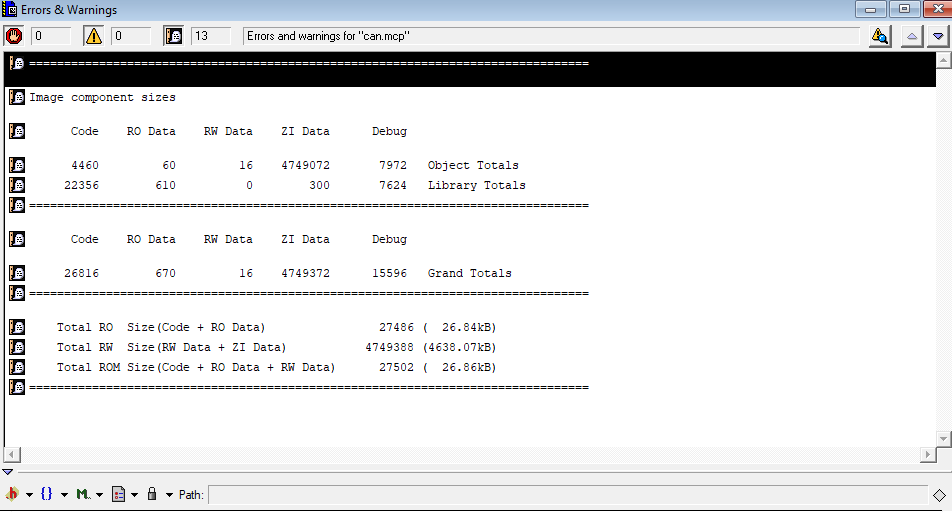 Errors & Warnings
0 0 13 Errors and warnings for "can.mcp"
==============================================================================
Image component sizes
Code RO Data RW Data ZI Data Debug
4460 60 16 4749072 7972 Object Totals
22356 610 0 300 7624 Library Totals
==============================================================================
Code RO Data RW Data ZI Data Debug
26816 670 16 4749372 15596 Grand Totals
==============================================================================
Total RO Size(Code + RO Data) 27486 ( 26.84kB)
Total RW Size(RW Data + ZI Data) 4749388 (4638.07kB)
Total ROM Size(Code + RO Data + RW Data) 27502 ( 26.86kB)
==============================================================================
h {} M.. Path: